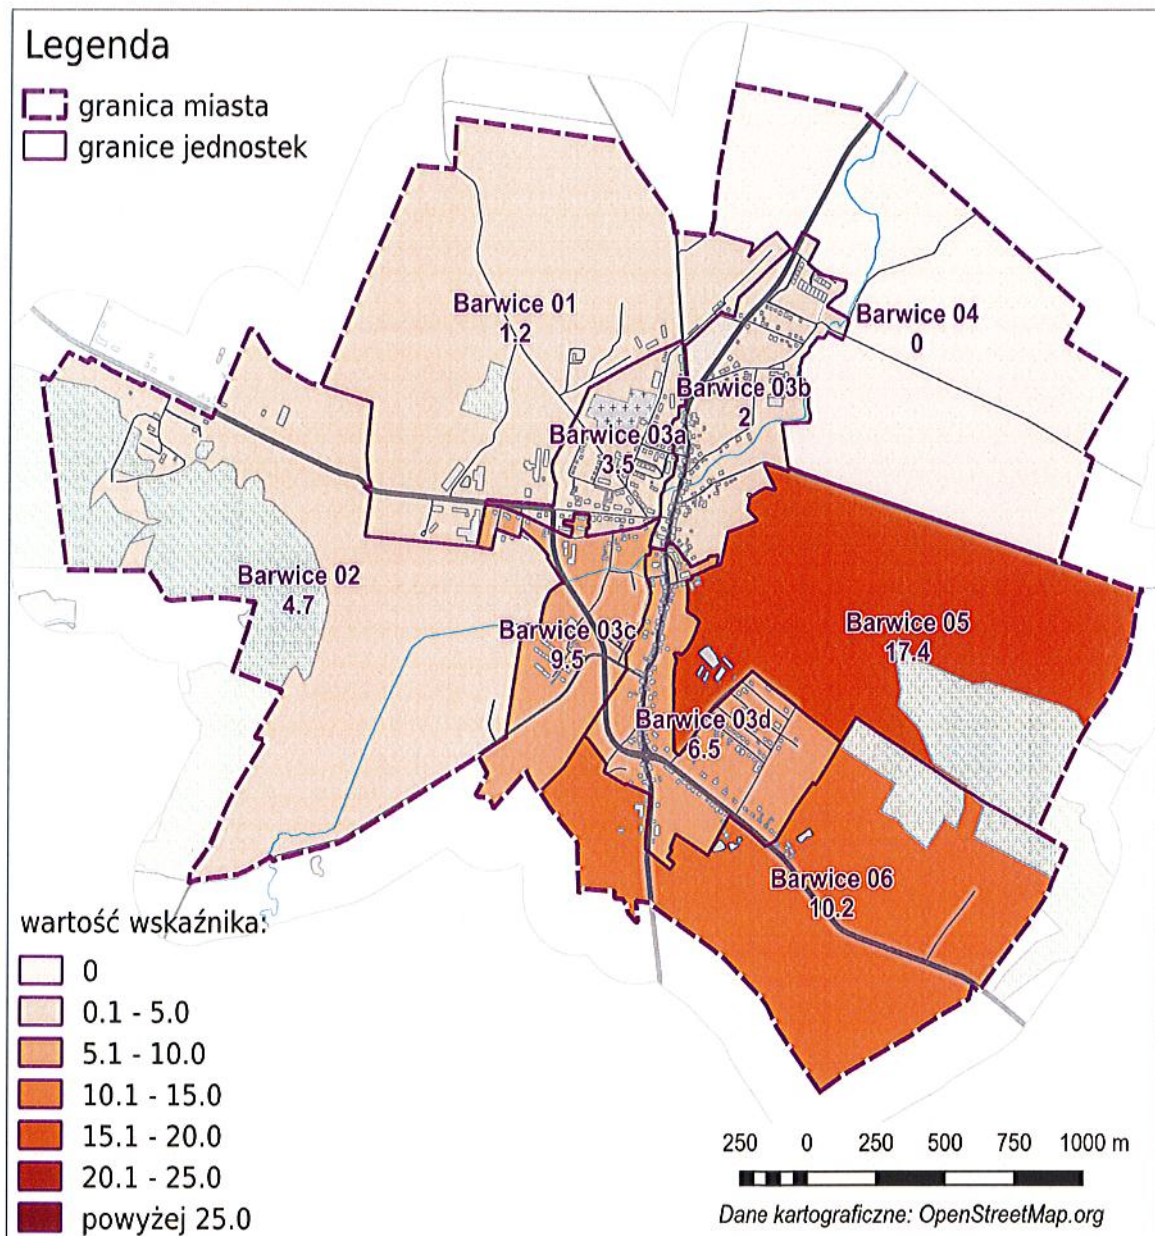 Legenda
granica miasta
granice jednostek
Barwice 01
1.2
Barwice 04
0
Barwice 03b
2
Barwice 03a
3.5
Barwice 02
4.7
Barwice 03c
9.5
Barwice 05
17.4
Barwice 03d
6.5
Barwice 06
10.2
wartość wskaźnika:
0
0.1 - 5.0
5.1 - 10.0
10.1 - 15.0
15.1 - 20.0
20.1 - 25.0
powyżej 25.0
250 0 250 500 750 1000 m
Dane kartograficzne: OpenStreetMap.org